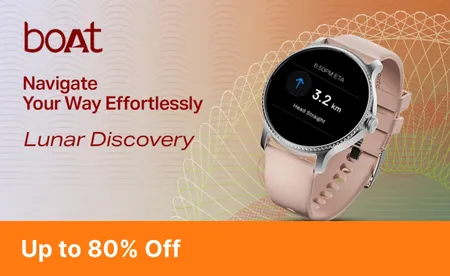 boAt
Navigate
Your Way Effortlessly
Lunar Discovery
6:50PM ETA
3.2 km
Head Straight
Up to 80% Off